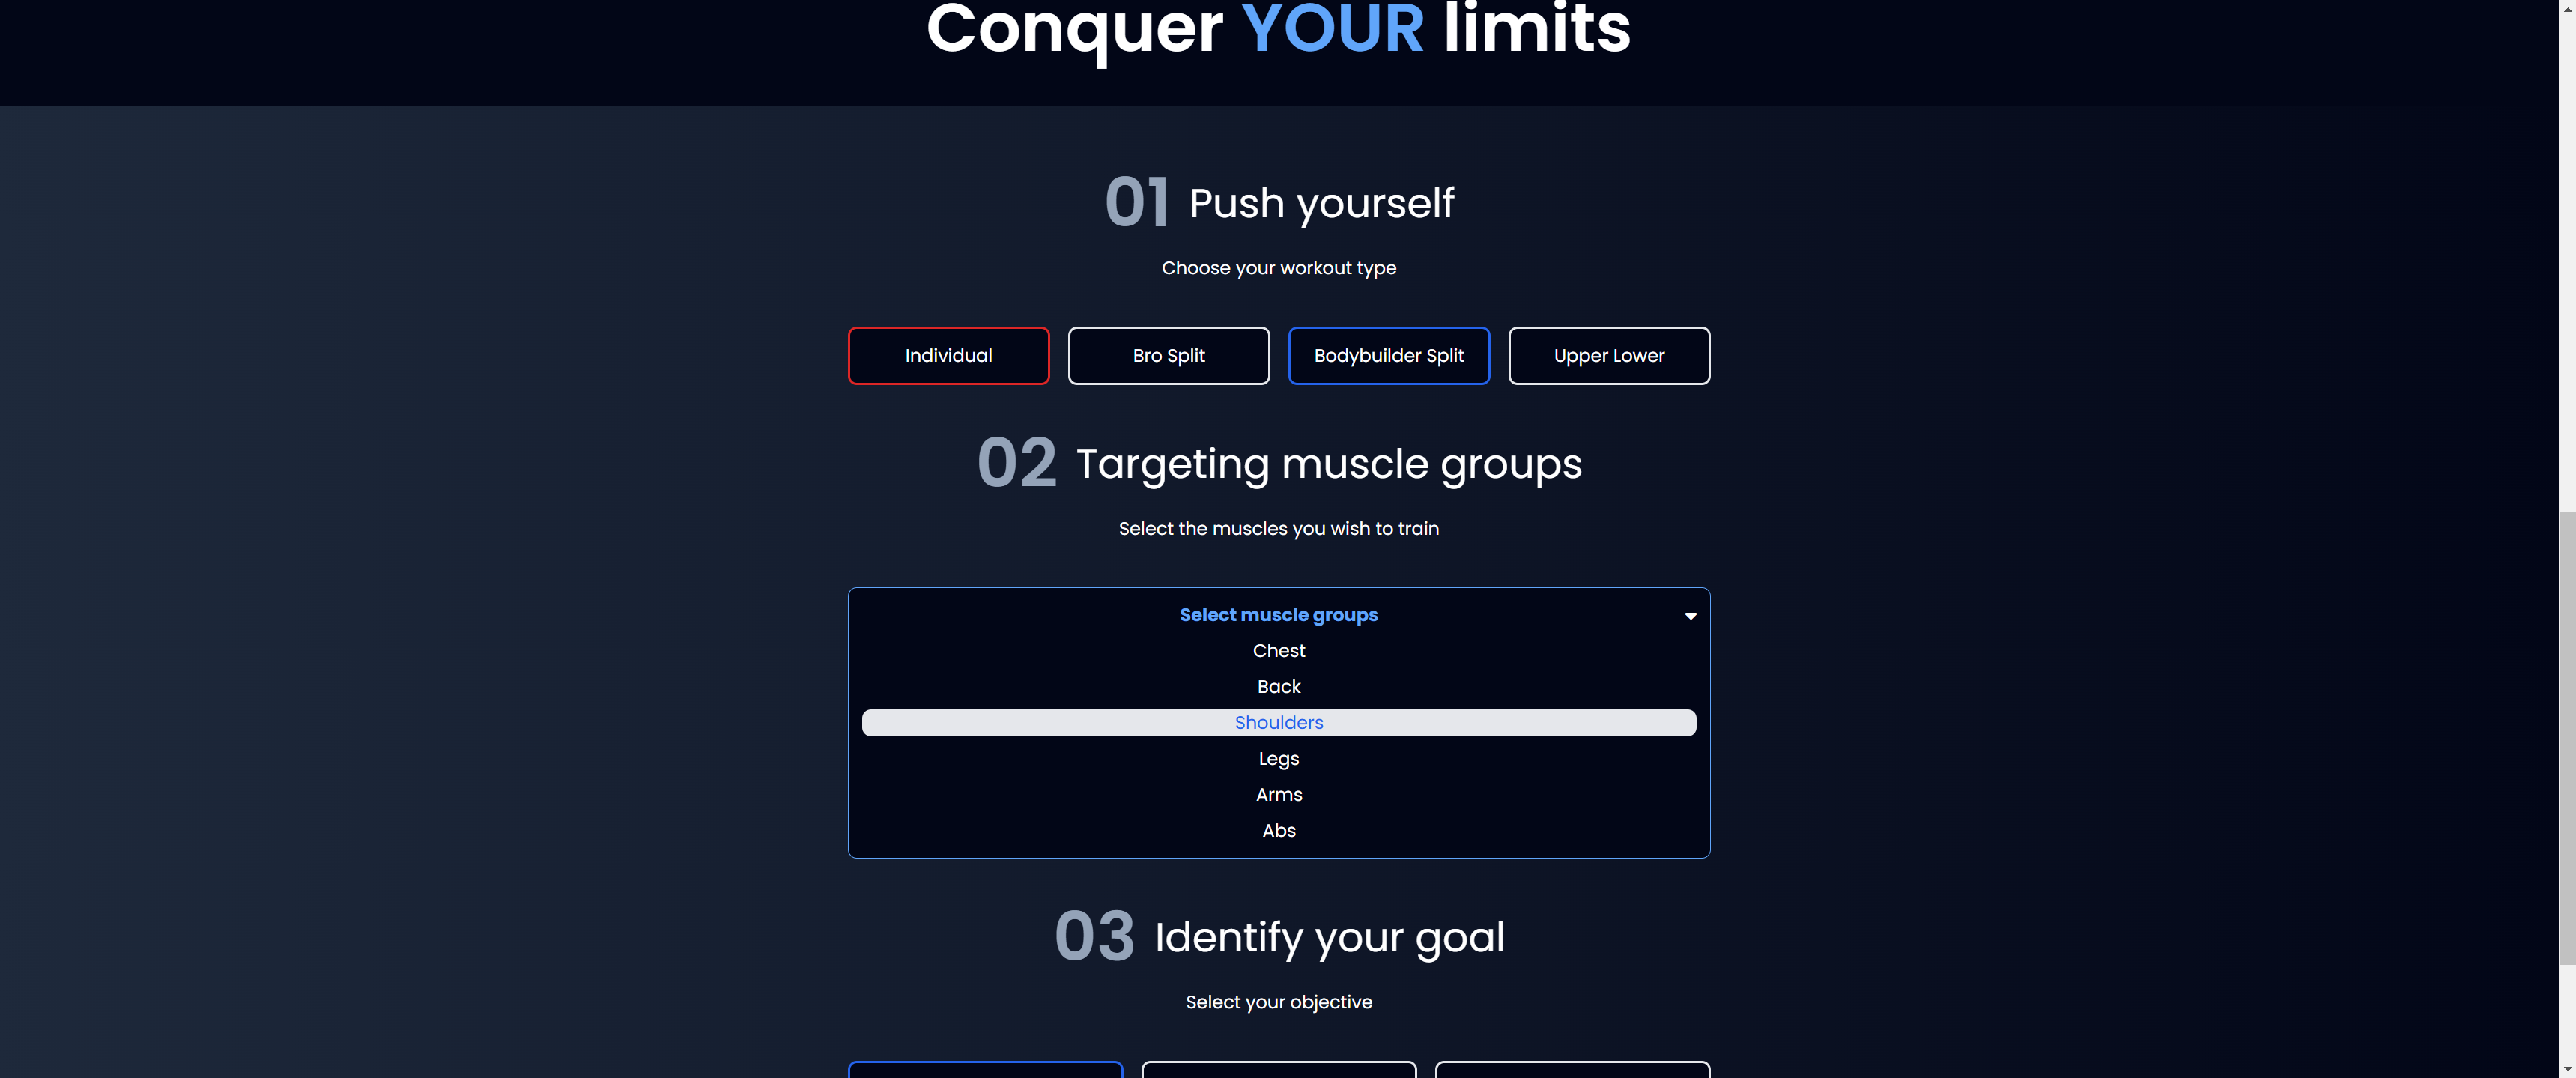 Conquer YOUR limits
01 Push yourself
Choose your workout type
Individual
Bro Split
Bodybuilder Split
Upper Lower
02 Targeting muscle groups
Select the muscles you wish to train
Select muscle groups
Chest
Back
Shoulders
Legs
Arms
Abs
03 Identify your goal
Select your objective